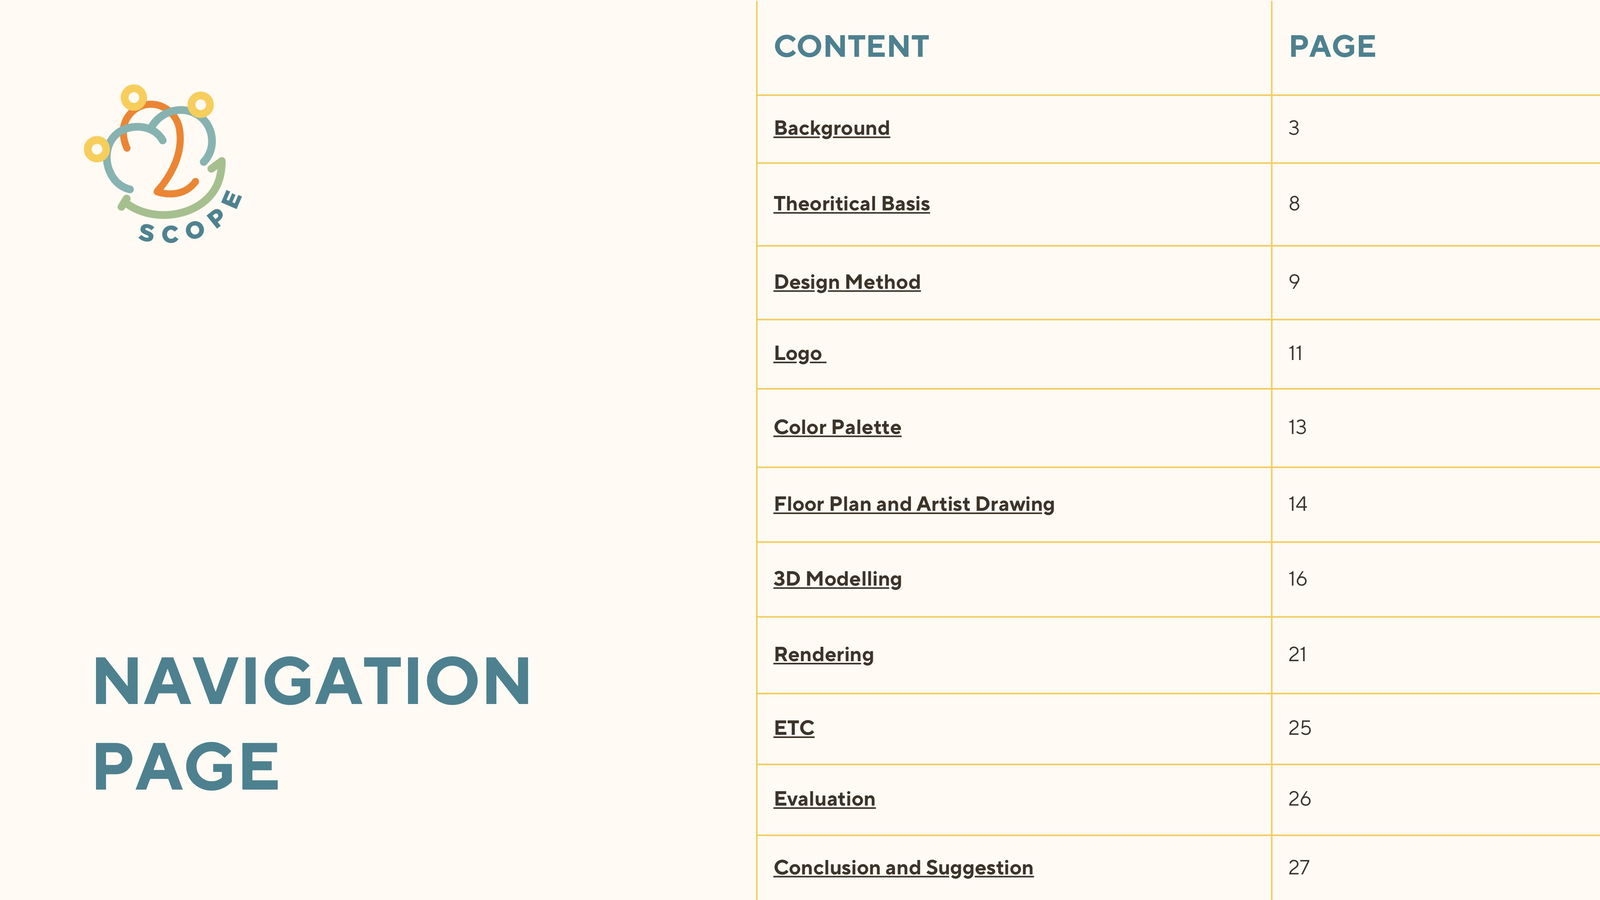 2
SCOPE
NAVIGATION
PAGE
CONTENT PAGE
Background 3
Theoritical Basis 8
Design Method 9
Logo 11
Color Palette 13
Floor Plan and Artist Drawing 14
3D Modelling 16
Rendering 21
ETC 25
Evaluation 26
Conclusion and Suggestion 27